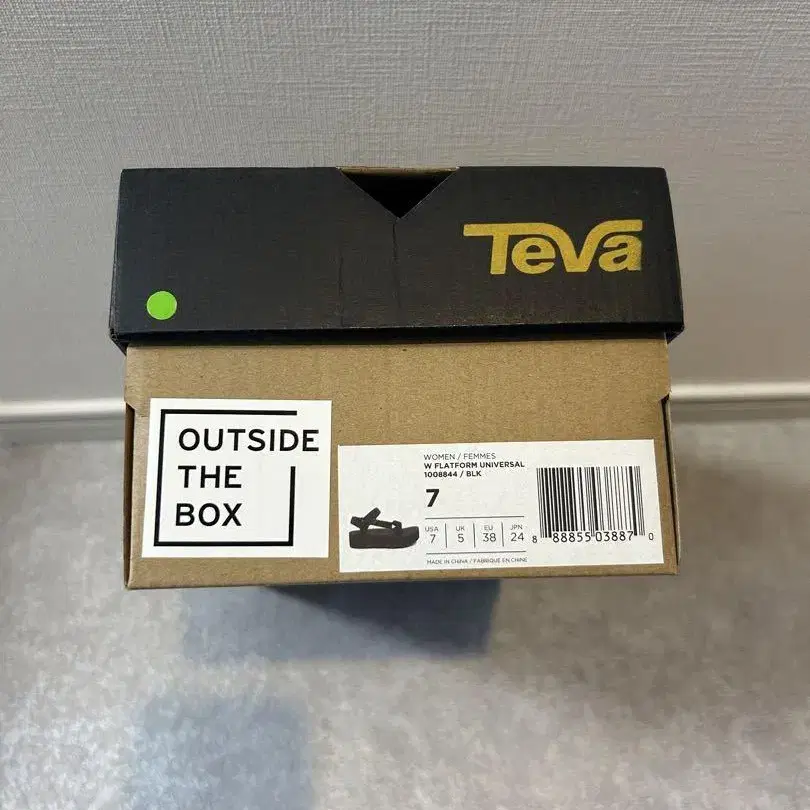 Teva
OUTSIDE
THE
BOX
WOMEN / FEMMES
W FLATFORM UNIVERSAL
1008844 / BLK
7
USA UK EU JPN
7 5 38 24
MADE IN CHINA / FABRIQUÉ EN CHINE
8 88855 03887 0